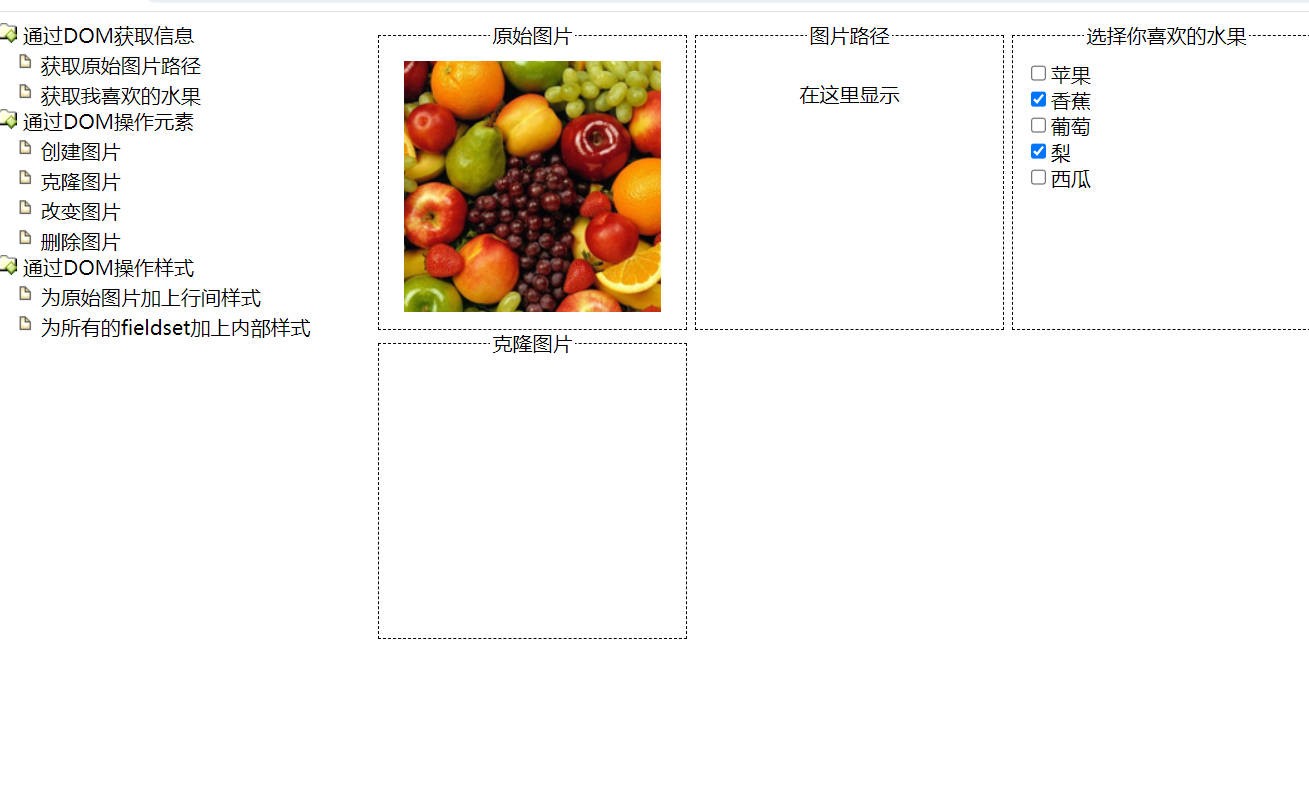 通过DOM获取信息
获取原始图片路径
获取我喜欢的水果
通过DOM操作元素
创建图片
克隆图片
改变图片
删除图片
通过DOM操作样式
为原始图片加上行间样式
为所有的fieldset加上内部样式
原始图片
图片路径
在这里显示
选择你喜欢的水果
苹果
香蕉
葡萄
梨
西瓜
克隆图片